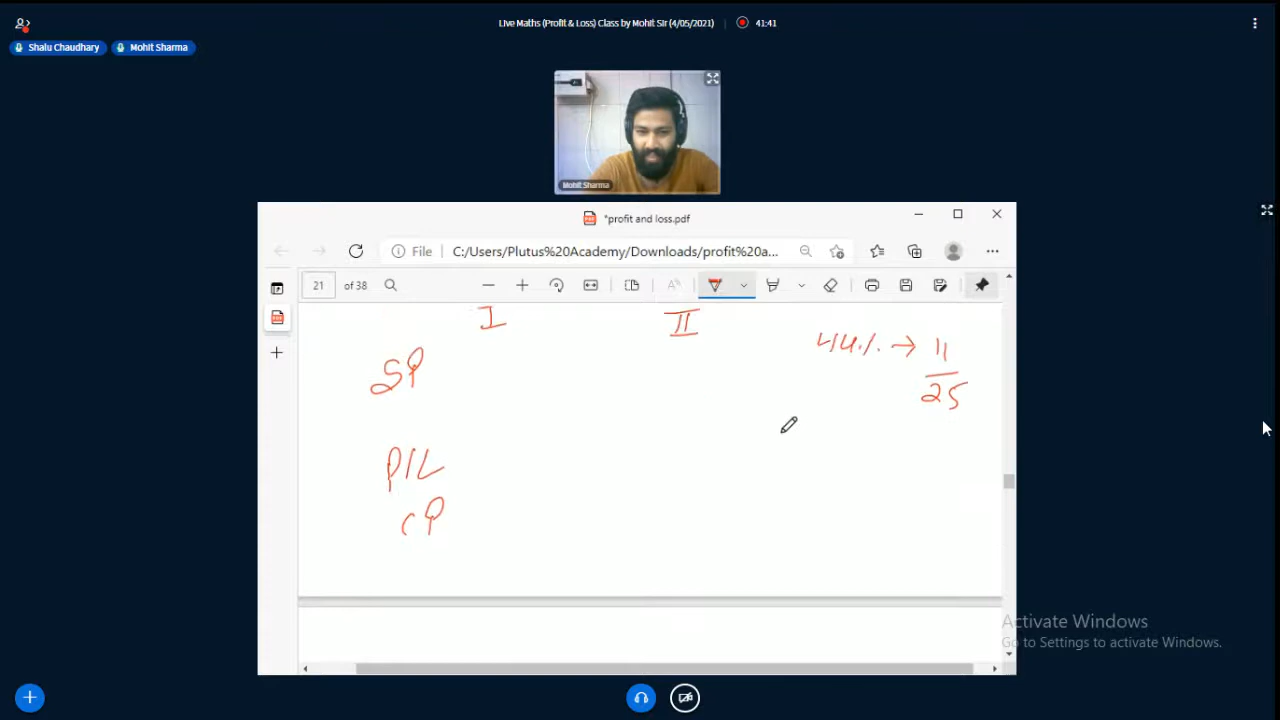 Live Maths (Profit & Loss) Class by Mohit Sir (4/05/2021)
41:41
Shalu Chaudhary
Mohit Sharma
Mohit Sharma
*profit and loss.pdf
File
C:/Users/Plutus%20Academy/Downloads/profit%20a...
21
of 38
I
II
44% → 11
25
SP
P/L
CP
Activate Windows
Go to Settings to activate Windows.